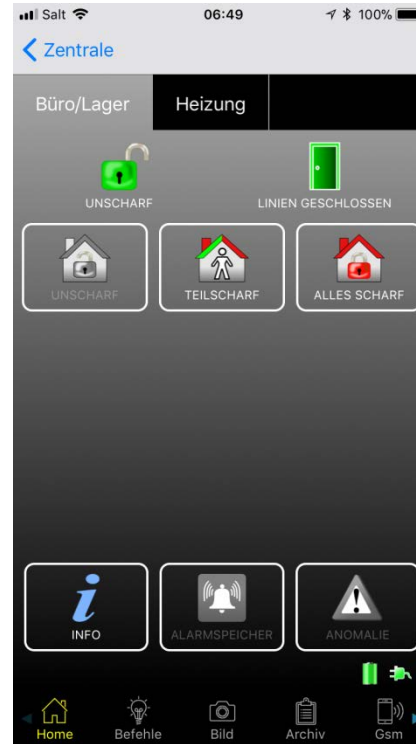 Salt 06:49 100%
Zentrale
Büro/Lager Heizung
UNSCHARF LINIEN GESCHLOSSEN
UNSCHARF TEILSCHARF ALLES SCHARF
INFO ALARMSPEICHER ANOMALIE
Home Befehle Bild Archiv Gsm